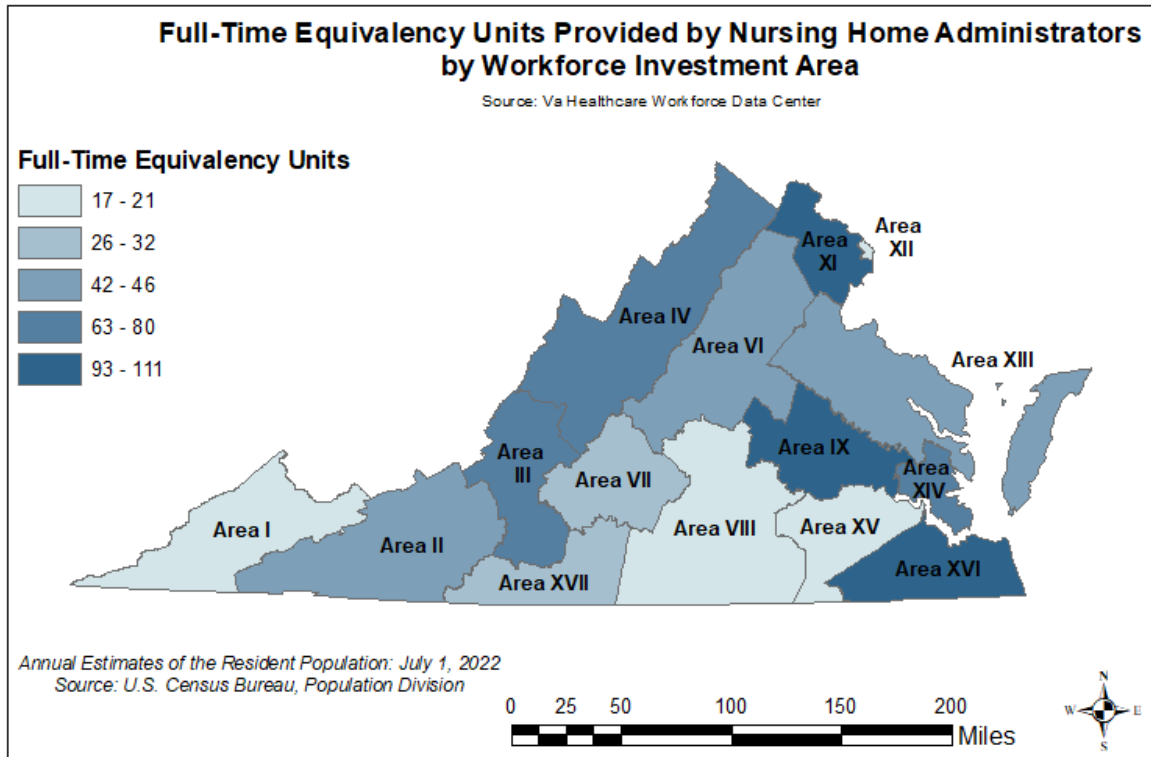 Full-Time Equivalency Units Provided by Nursing Home Administrators
by Workforce Investment Area
Source: Va Healthcare Workforce Data Center
Full-Time Equivalency Units
17 - 21
26 - 32
42 - 46
63 - 80
93 - 111
Area
XII
Area
XI
Area IV
Area VI
Area XIII
Area
III
Area IX
Area
XIV
Area VII
Area I
Area II
Area VIII
Area XV
Area XVII
Area XVI
Annual Estimates of the Resident Population: July 1, 2022
Source: U.S. Census Bureau, Population Division
0 25 50 100 150 200
Miles
N
W E
S